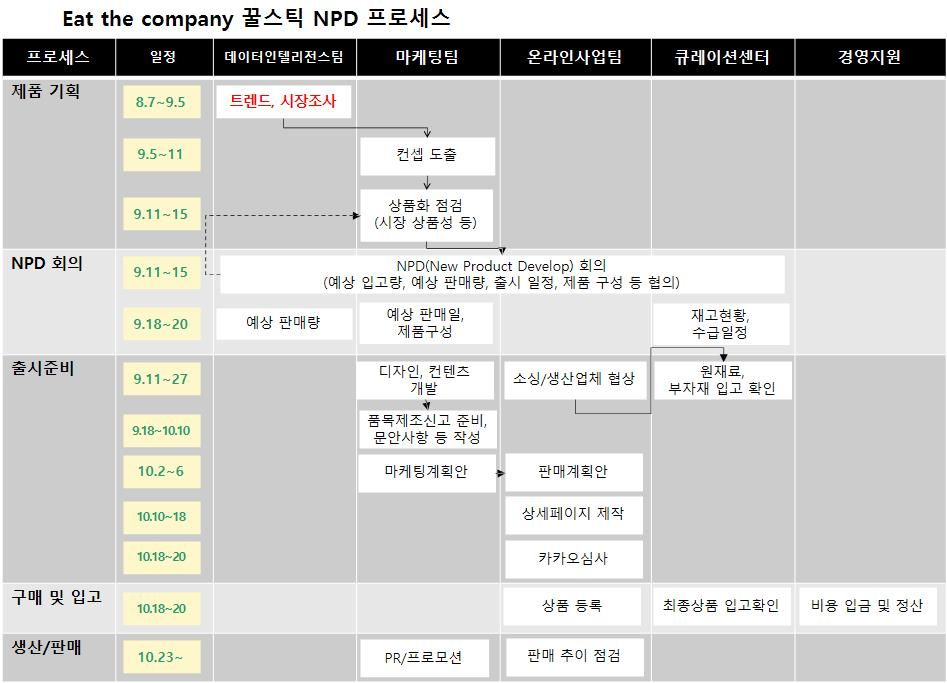 Eat the company 꿀스틱 NPD 프로세스
프로세스
일정
데이터인텔리전스팀
마케팅팀
온라인사업팀
큐레이션센터
경영지원
제품 기획
8.7~9.5
트렌드, 시장조사
9.5~11
컨셉 도출
9.11~15
상품화 점검
(시장 상품성 등)
NPD 회의
9.11~15
NPD(New Product Develop) 회의
(예상 입고량, 예상 판매량, 출시 일정, 제품 구성 등 협의)
9.18~20
예상 판매량
예상 판매일,
제품구성
재고현황,
수급일정
출시준비
9.11~27
디자인, 컨텐츠
개발
소싱/생산업체 협상
원재료,
부자재 입고 확인
9.18~10.10
품목제조신고 준비,
문안사항 등 작성
10.2~6
마케팅계획안
판매계획안
10.10~18
상세페이지 제작
10.18~20
카카오심사
구매 및 입고
10.18~20
상품 등록
최종상품 입고확인
비용 입금 및 정산
생산/판매
10.23~
PR/프로모션
판매 추이 점검